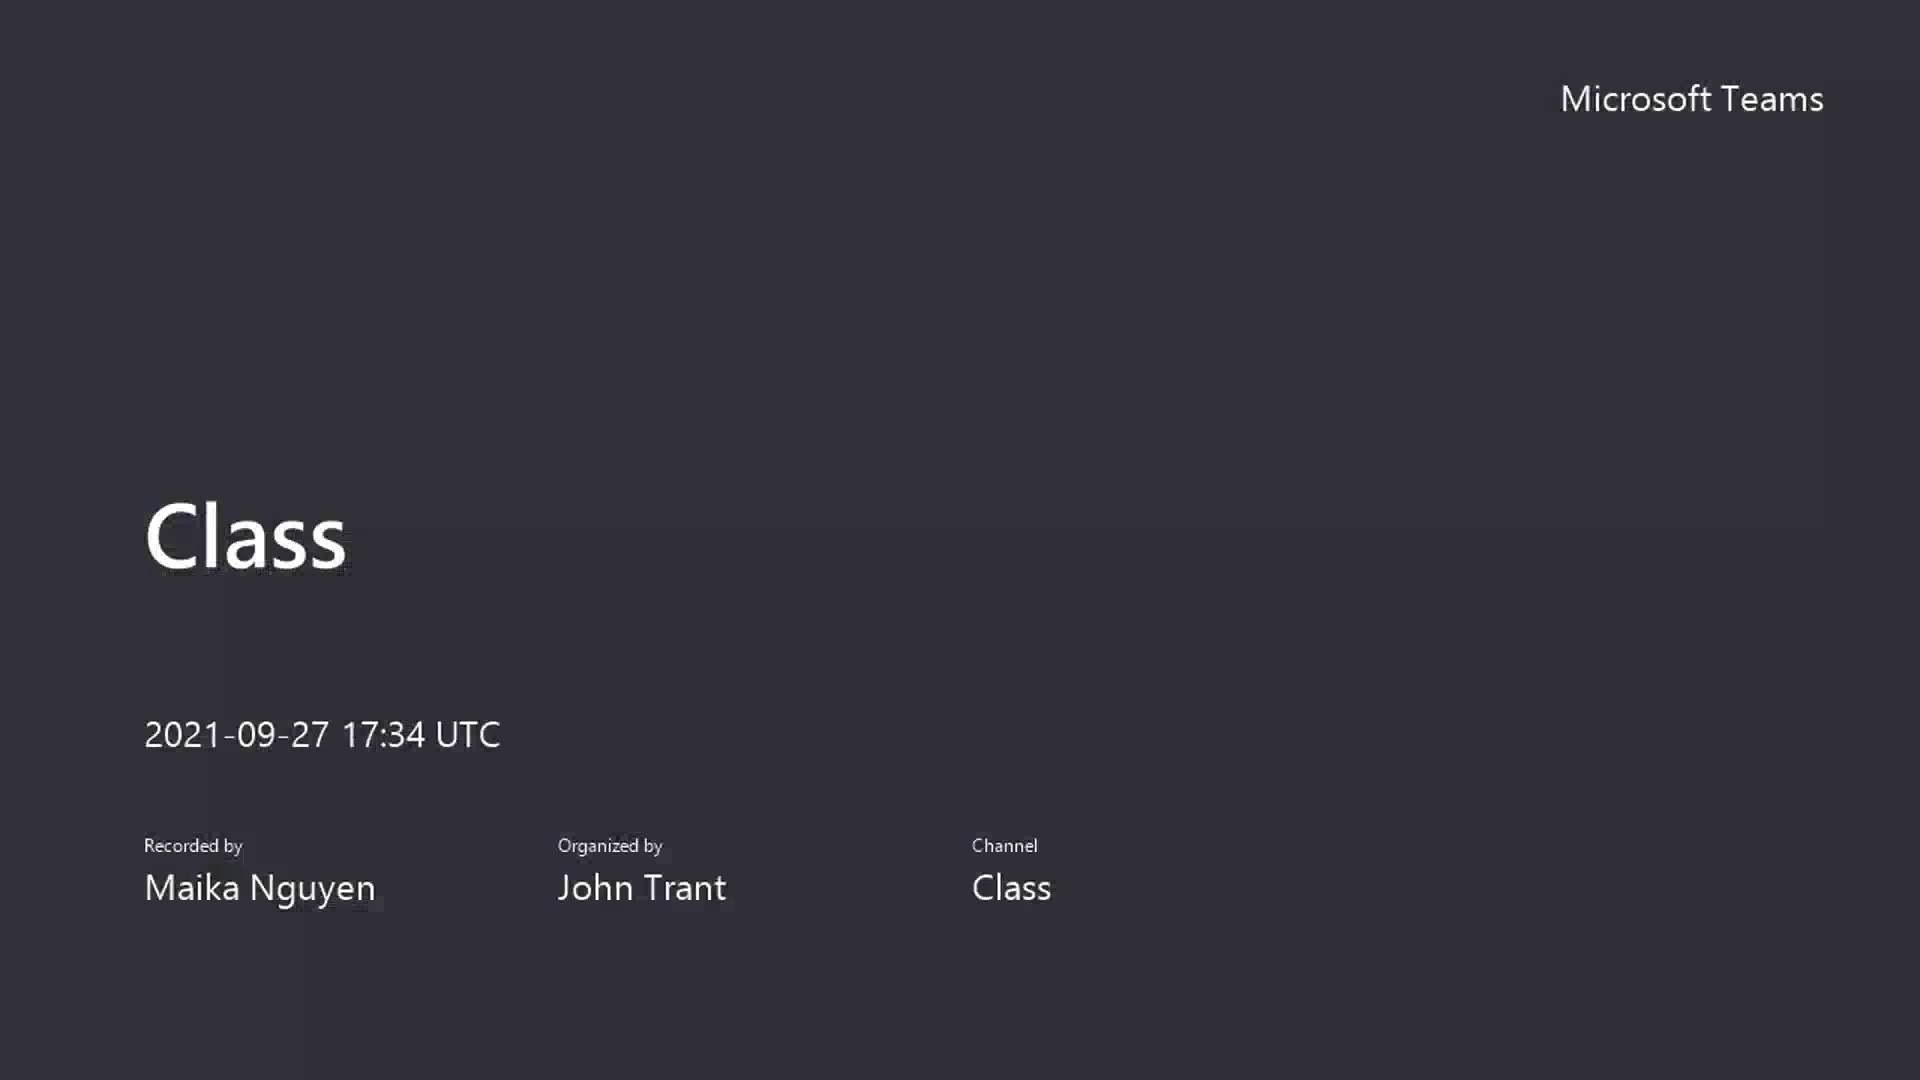 Microsoft Teams
Class
2021-09-27 17:34 UTC
Recorded by
Maika Nguyen
Organized by
John Trant
Channel
Class